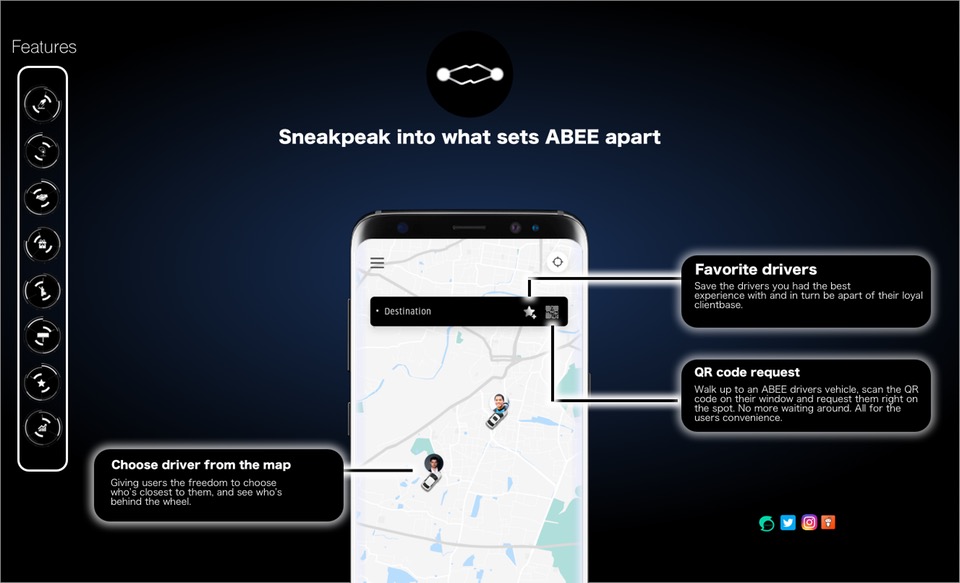 Features
Sneakpeak into what sets ABEE apart
Destination
Favorite drivers
Save the drivers you had the best
experience with and in turn be apart of their loyal
clientbase.
QR code request
Walk up to an ABEE drivers vehicle, scan the QR
code on their window and request them right on
the spot. No more waiting around. All for the
users convenience.
Choose driver from the map
Giving users the freedom to choose
who's closest to them, and see who's
behind the wheel.